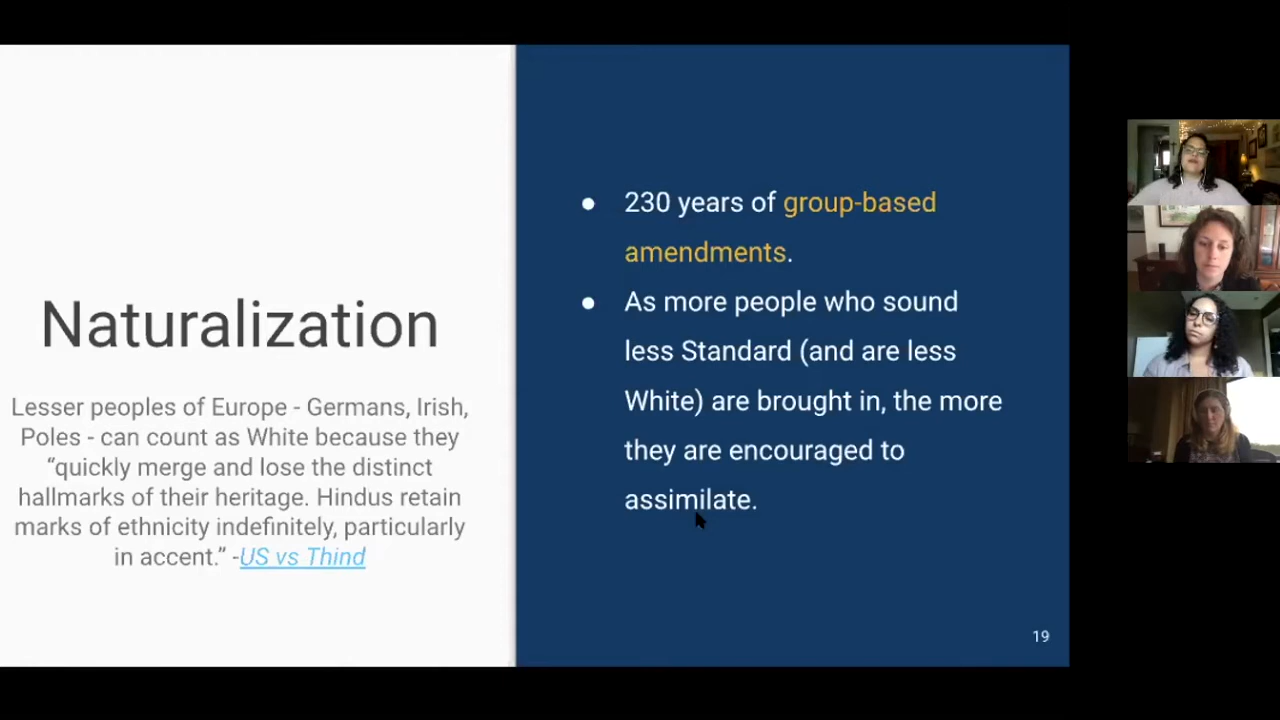 Naturalization
Lesser peoples of Europe - Germans, Irish,
Poles - can count as White because they
“quickly merge and lose the distinct
hallmarks of their heritage. Hindus retain
marks of ethnicity indefinitely, particularly
in accent.” -US vs Thind
● 230 years of group-based
amendments.
● As more people who sound
less Standard (and are less
White) are brought in, the more
they are encouraged to
assimilate.
19